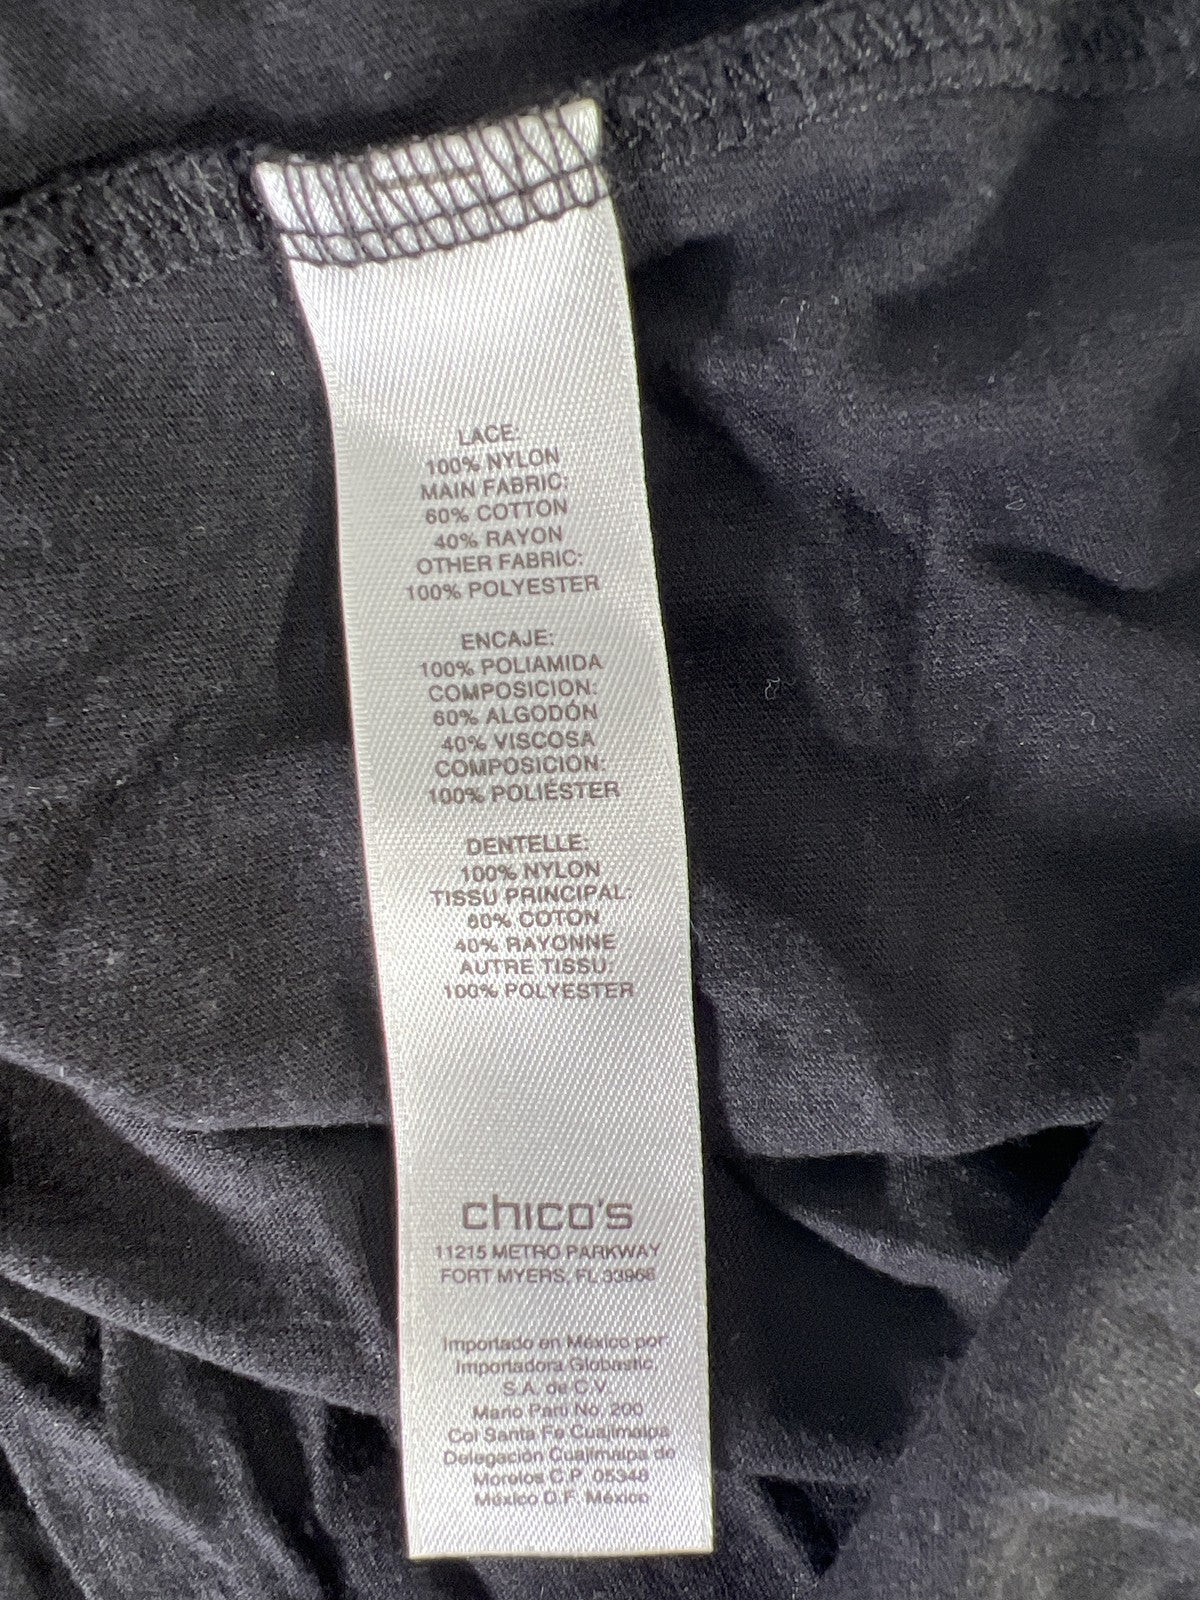 LACE:
100% NYLON
MAIN FABRIC:
60% COTTON
40% RAYON
OTHER FABRIC:
100% POLYESTER
ENCAJE:
100% POLIAMIDA
COMPOSICION:
60% ALGODÓN
40% VISCOSA
COMPOSICION:
100% POLIÉSTER
DENTELLE:
100% NYLON
TISSU PRINCIPAL:
60% COTON
40% RAYONNE
AUTRE TISSU:
100% POLYESTER
chico's
11215 METRO PARKWAY
FORT MYERS, FL 33966
Importado en México por
Importadora Globastic,
S.A. de C.V.
Mario Pani No. 200
Col Santa Fe Cuajimalpa
Delegación Cuajimalpa de
Morelos C.P. 05348
México D.F. México